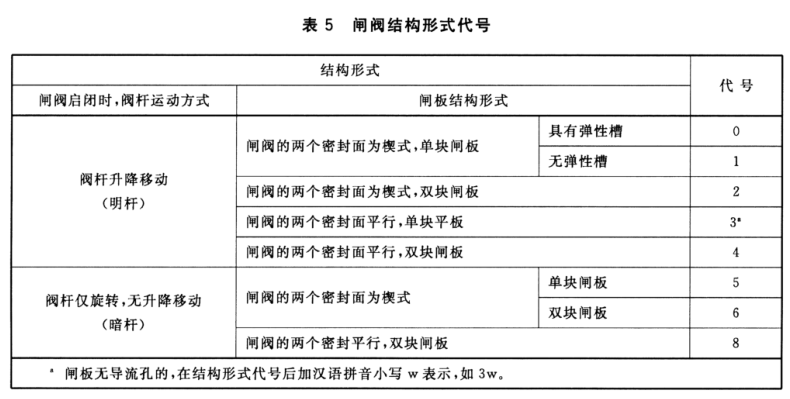 表 5 闸阀结构形式代号
结构形式
代 号
闸阀启闭时,阀杆运动方式
闸板结构形式
阀杆升降移动
（明杆）
闸阀的两个密封面为楔式,单块闸板
具有弹性槽
0
无弹性槽
1
闸阀的两个密封面为楔式,双块闸板
2
闸阀的两个密封面平行,单块平板
3ᵃ
闸阀的两个密封面平行,双块闸板
4
阀杆仅旋转,无升降移动
（暗杆）
闸阀的两个密封面为楔式
单块闸板
5
双块闸板
6
闸阀的两个密封平行,双块闸板
8
ᵃ 闸板无导流孔的,在结构形式代号后加汉语拼音小写 w 表示,如 3w。